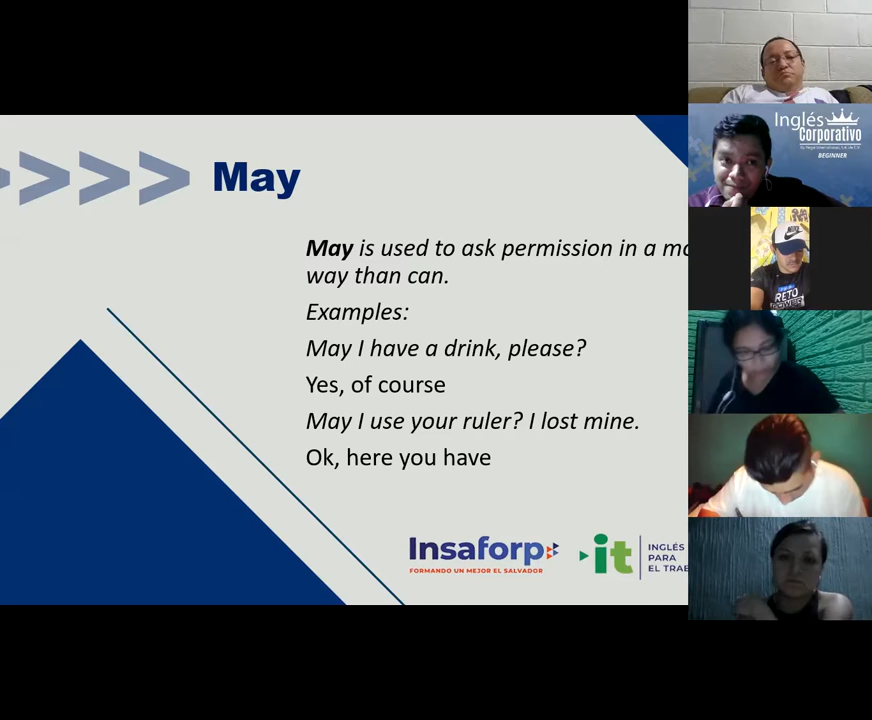 May
May is used to ask permission in a
way than can.
Examples:
May I have a drink, please?
Yes, of course
May I use your ruler? I lost mine.
Ok, here you have
Insaforp
FORMANDO UN MEJOR EL SALVADOR
it
INGLÉS
PARA
EL
Inglés
Corporativo
BEGINNER
RETO